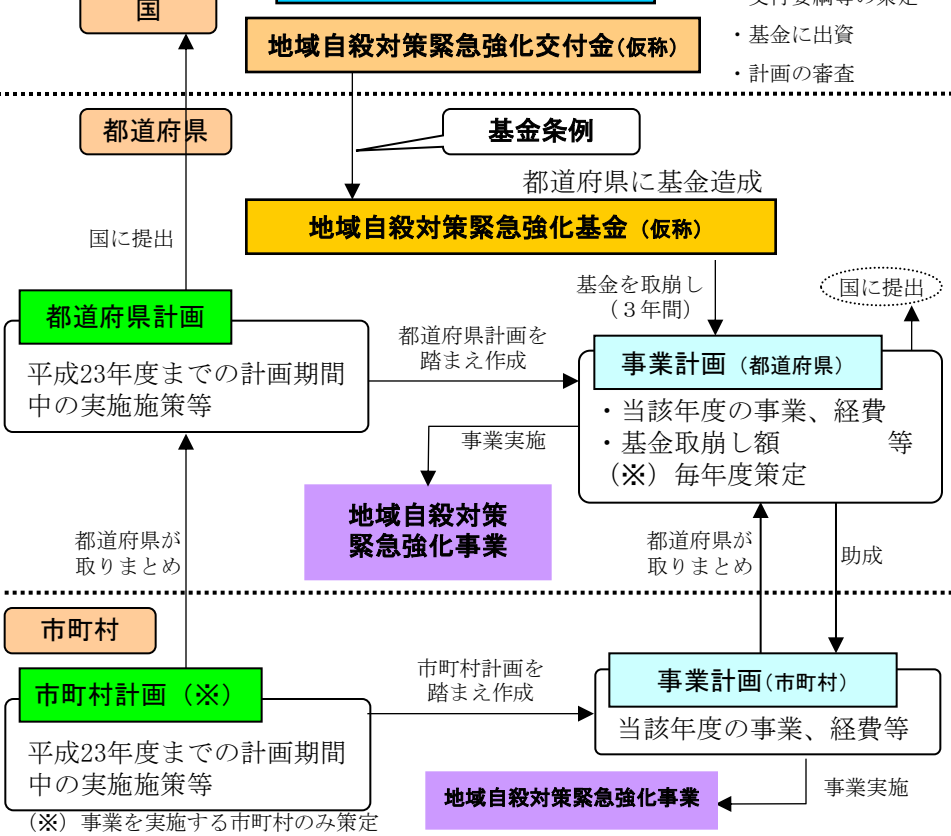 国
地域自殺対策緊急強化交付金(仮称)
・基金に出資
・計画の審査
都道府県
基金条例
都道府県に基金造成
地域自殺対策緊急強化基金（仮称）
国に提出
基金を取崩し
（３年間）
国に提出
都道府県計画
平成23年度までの計画期間
中の実施施策等
都道府県計画を
踏まえ作成
事業計画（都道府県）
・当該年度の事業、経費
・基金取崩し額　　　　等
（※）毎年度策定
事業実施
地域自殺対策
緊急強化事業
都道府県が
取りまとめ
都道府県が
取りまとめ
助成
市町村
市町村計画（※）
平成23年度までの計画期間
中の実施施策等
（※）事業を実施する市町村のみ策定
市町村計画を
踏まえ作成
事業計画(市町村)
当該年度の事業、経費等
事業実施
地域自殺対策緊急強化事業